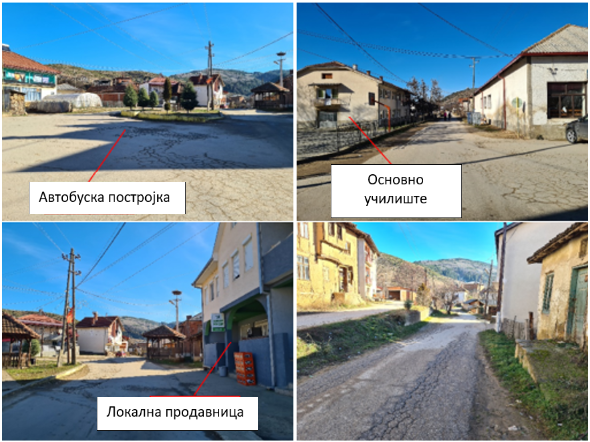 Автобуска постројка
Основно
училиште
Локална продавница